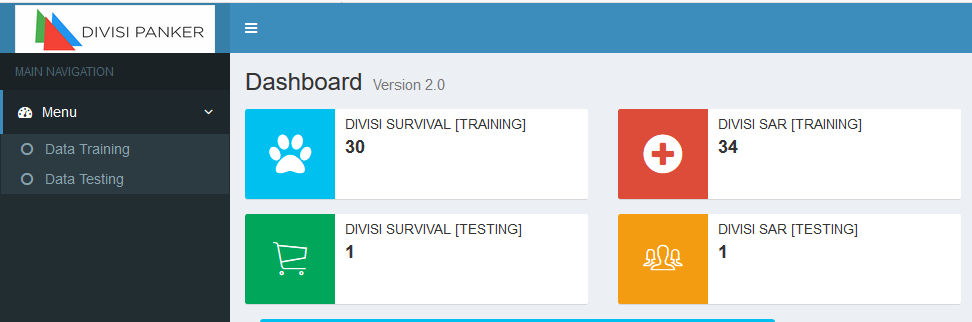 DIVISI PANKER
MAIN NAVIGATION
Menu
Data Training
Data Testing
Dashboard Version 2.0
DIVISI SURVIVAL [TRAINING]
30
DIVISI SAR [TRAINING]
34
DIVISI SURVIVAL [TESTING]
1
DIVISI SAR [TESTING]
1